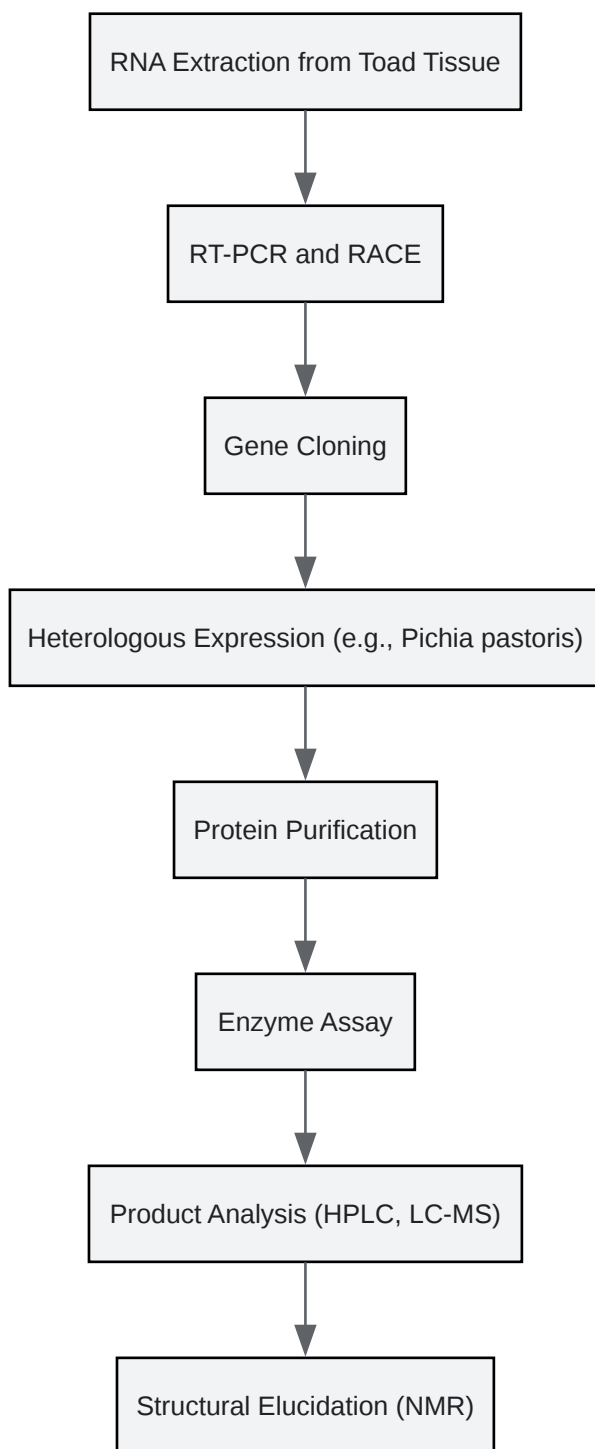 RNA Extraction from Toad Tissue
RT-PCR and RACE
Gene Cloning
Heterologous Expression (e.g., Pichia pastoris)
Protein Purification
Enzyme Assay
Product Analysis (HPLC, LC-MS)
Structural Elucidation (NMR)